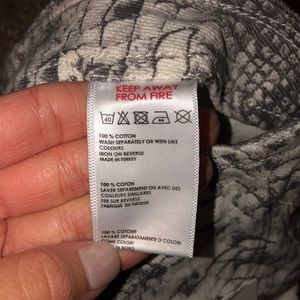 KEEP AWAY
FROM FIRE
40
100 % COTTON
WASH SEPARATELY OR WITH LIKE
COLOURS
IRON ON REVERSE
MADE IN TURKEY
100 % COTON
LAVER SEPAREMENT OU AVEC DES
COULEURS SIMILAIRES
FER SUR REVERSE
FABRIQUE EN TURQUIE
100 % COTONE
LAVARE SEPARATAMENTE O COLORI
COME COLORI